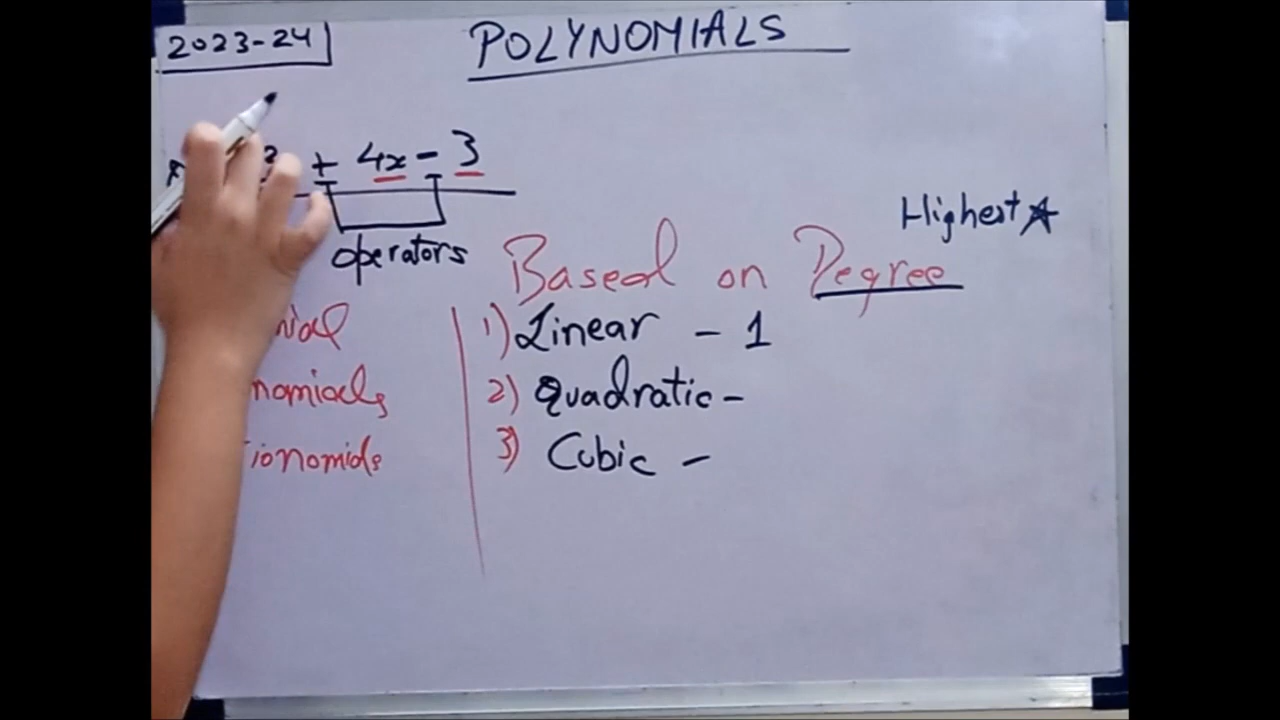 2023-24
POLYNOMIALS
+ 4x - 3
operators
Highest
Based on Degree
1) Linear - 1
2) Quadratic -
3) Cubic -